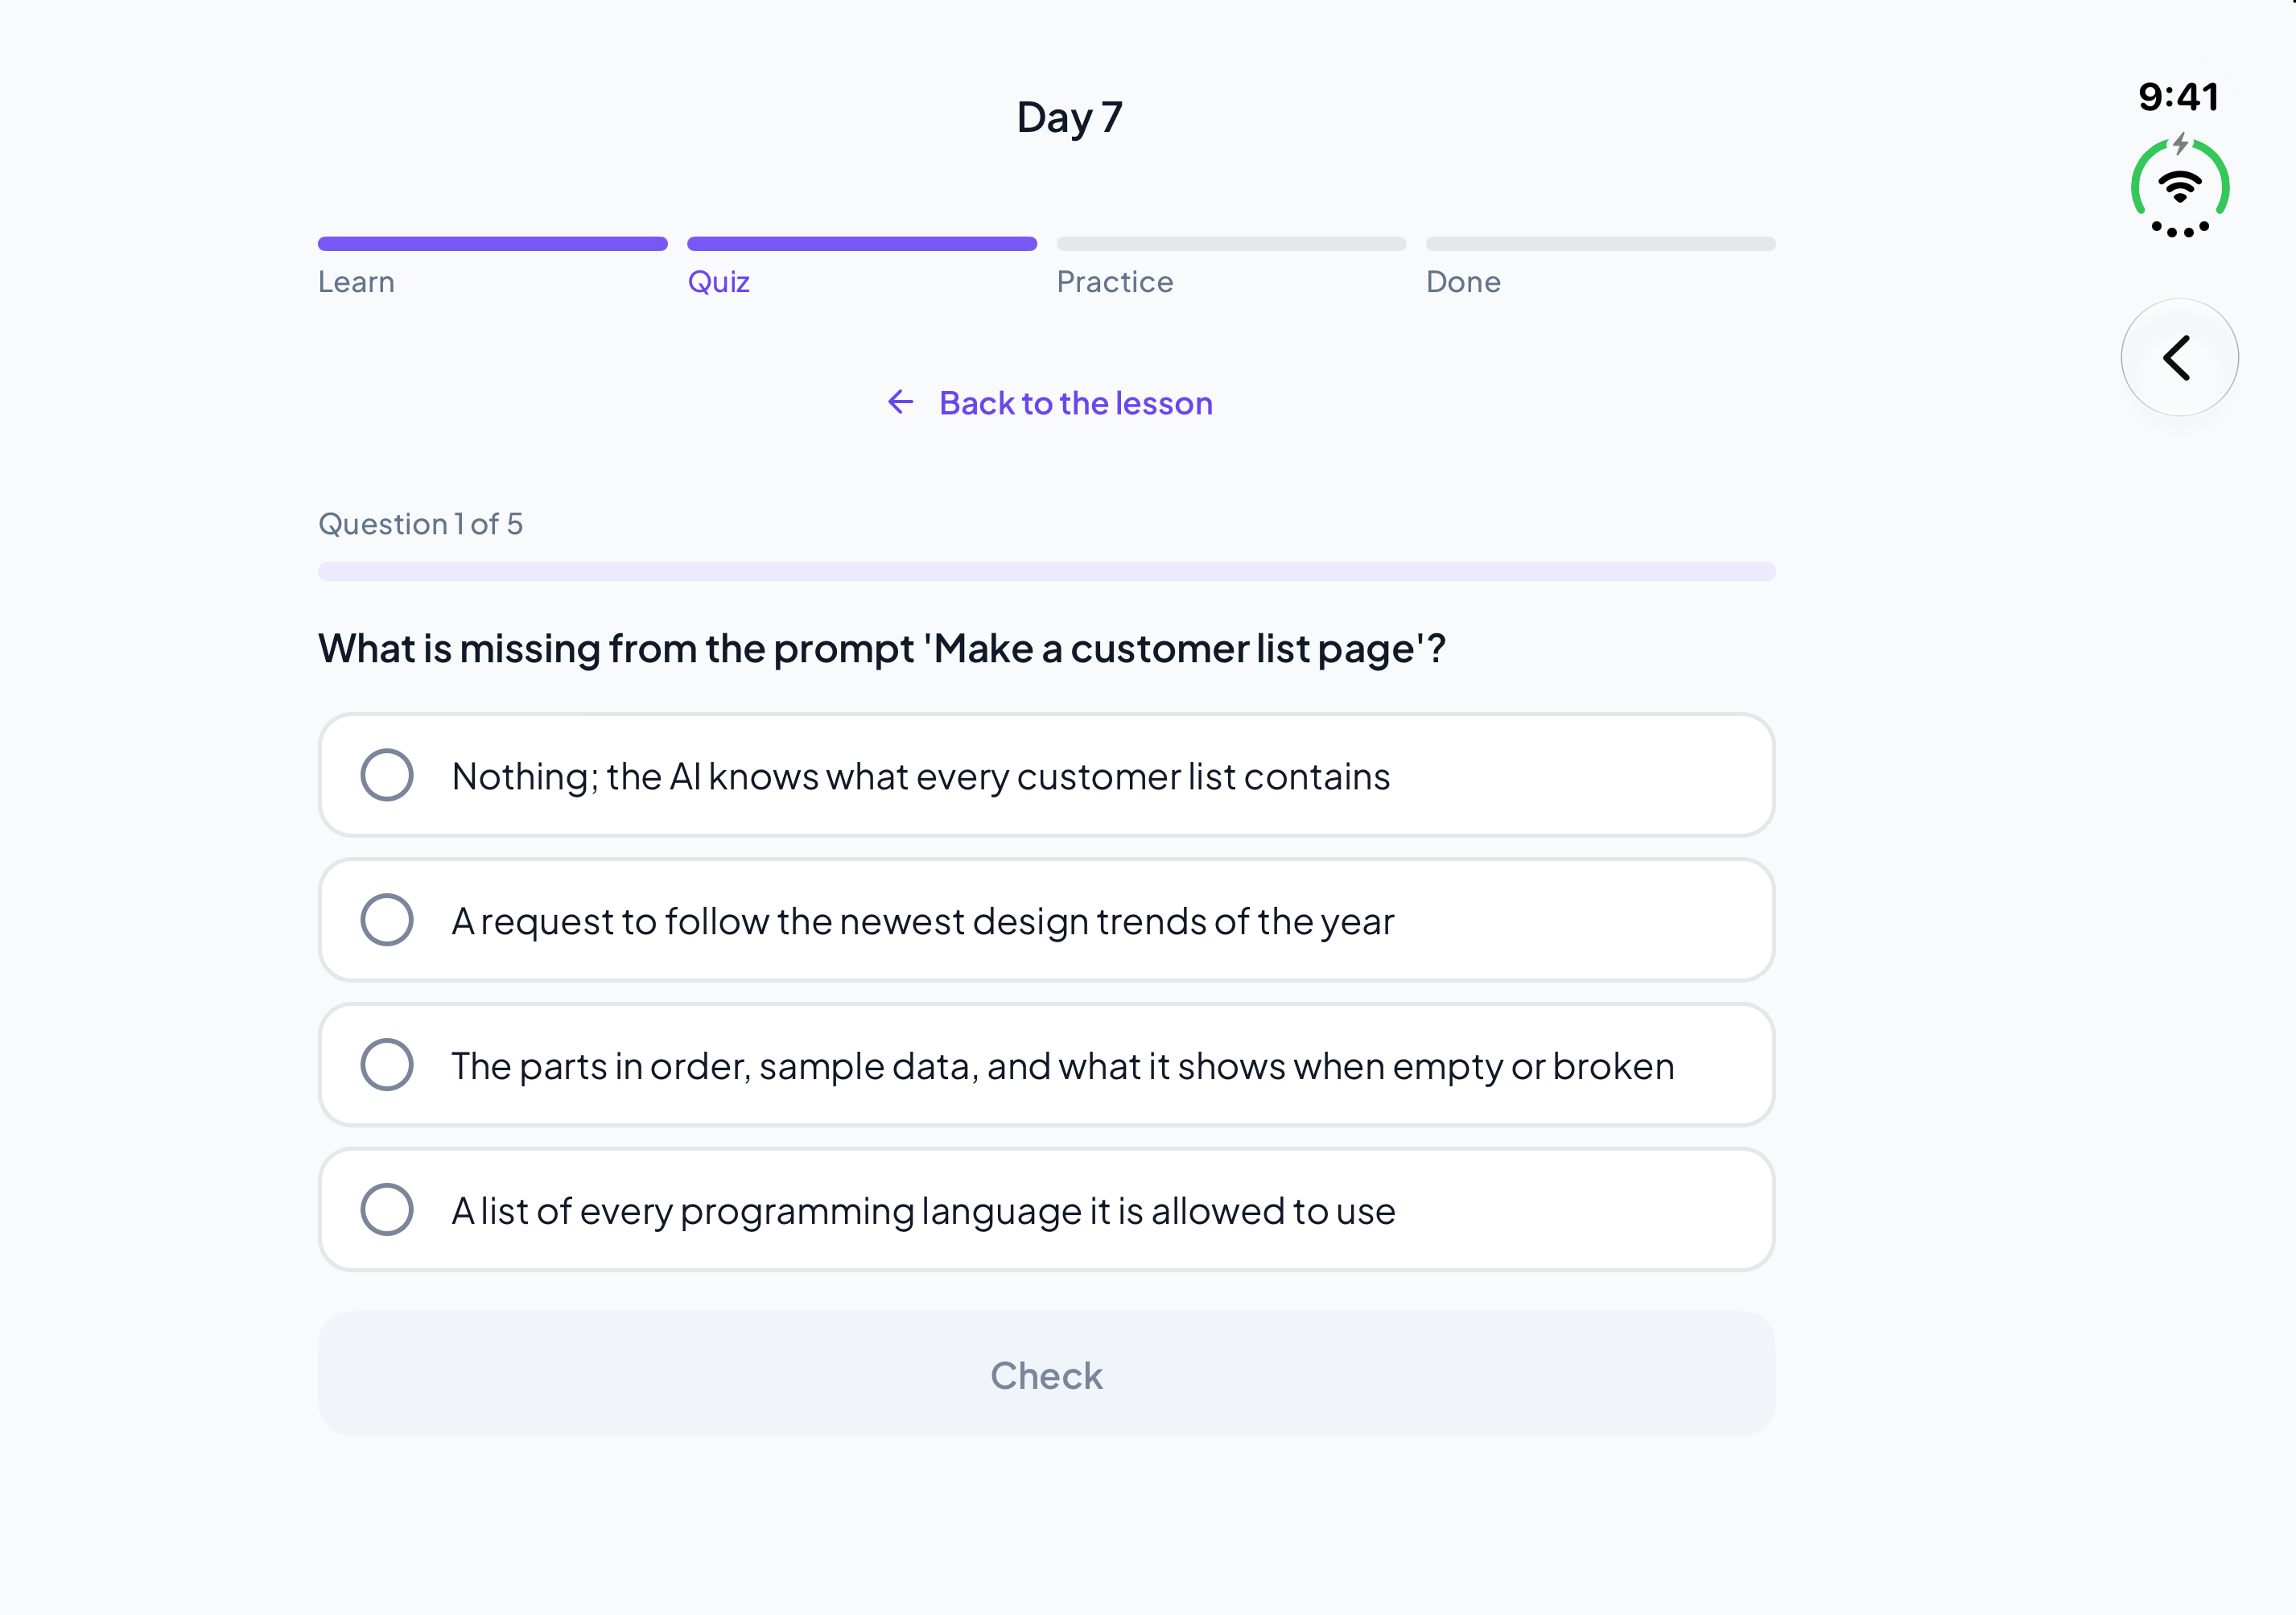 Day 7
9:41
Learn
Quiz
Practice
Done
Back to the lesson
Question 1 of 5
What is missing from the prompt 'Make a customer list page'?
Nothing; the AI knows what every customer list contains
A request to follow the newest design trends of the year
The parts in order, sample data, and what it shows when empty or broken
A list of every programming language it is allowed to use
Check